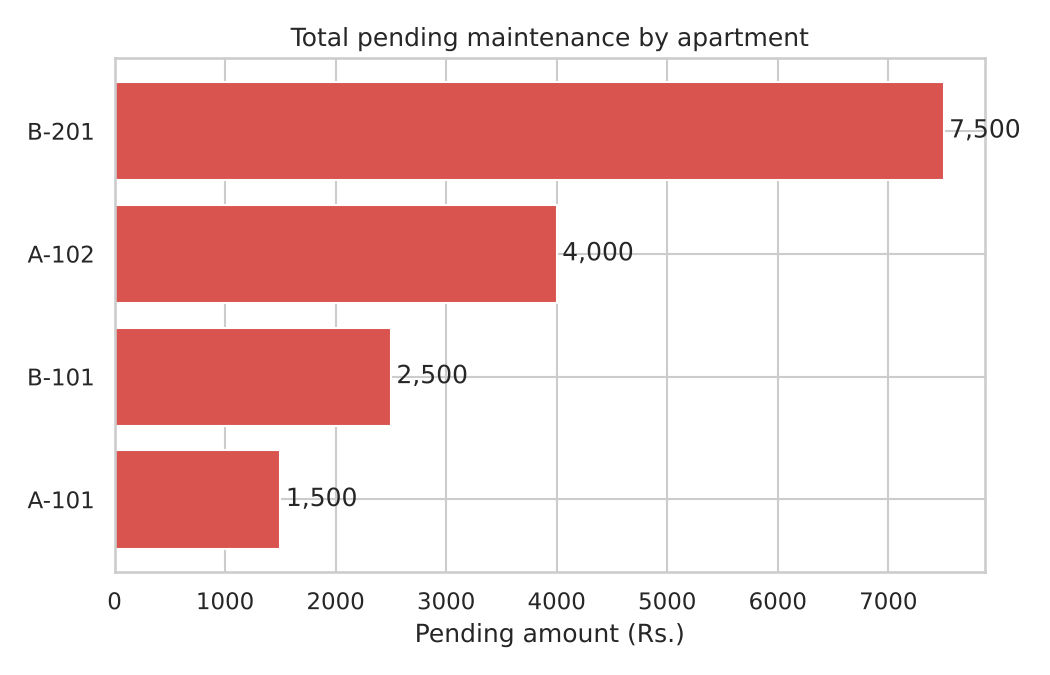 Total pending maintenance by apartment
B-201 7,500
A-102 4,000
B-101 2,500
A-101 1,500
0 1000 2000 3000 4000 5000 6000 7000
Pending amount (Rs.)